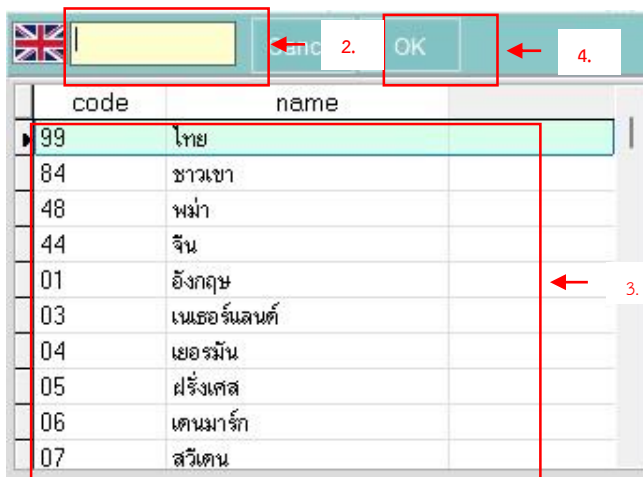 Canc 2. OK 4.
code name
99 ไทย
84 ชาวเขา
48 พม่า
44 จีน
01 อังกฤษ
3.
03 เนเธอร์แลนด์
04 เยอรมัน
05 ฝรั่งเศส
06 เดนมาร์ก
07 สวีเดน